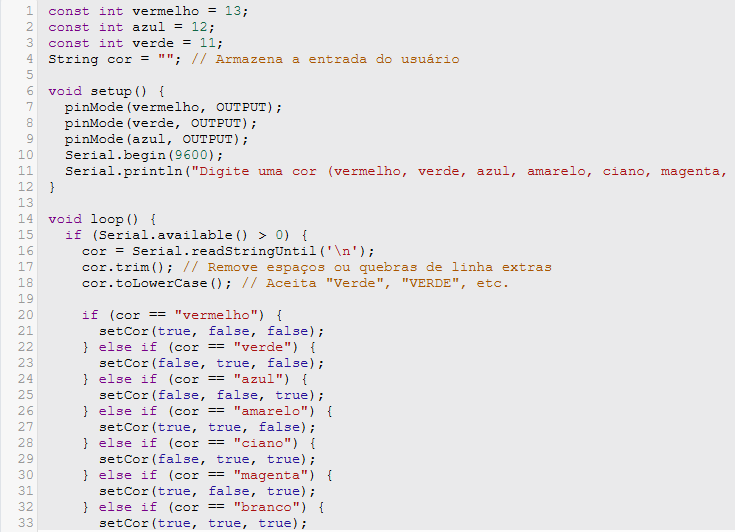 1 const int vermelho = 13;
2 const int azul = 12;
3 const int verde = 11;
4 String cor = ""; // Armazena a entrada do usuário
5
6 void setup() {
7   pinMode(vermelho, OUTPUT);
8   pinMode(verde, OUTPUT);
9   pinMode(azul, OUTPUT);
10   Serial.begin(9600);
11   Serial.println("Digite uma cor (vermelho, verde, azul, amarelo, ciano, magenta,
12 }
13
14 void loop() {
15   if (Serial.available() > 0) {
16     cor = Serial.readStringUntil('\n');
17     cor.trim(); // Remove espaços ou quebras de linha extras
18     cor.toLowerCase(); // Aceita "Verde", "VERDE", etc.
19
20     if (cor == "vermelho") {
21       setCor(true, false, false);
22     } else if (cor == "verde") {
23       setCor(false, true, false);
24     } else if (cor == "azul") {
25       setCor(false, false, true);
26     } else if (cor == "amarelo") {
27       setCor(true, true, false);
28     } else if (cor == "ciano") {
29       setCor(false, true, true);
30     } else if (cor == "magenta") {
31       setCor(true, false, true);
32     } else if (cor == "branco") {
33       setCor(true, true, true);